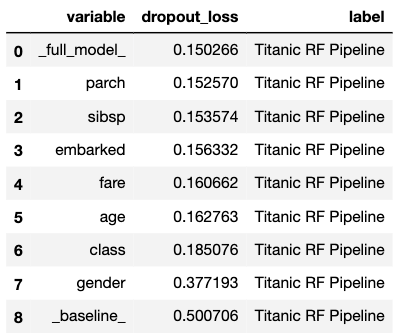 variable dropout_loss label
0 _full_model_ 0.150266 Titanic RF Pipeline
1 parch 0.152570 Titanic RF Pipeline
2 sibsp 0.153574 Titanic RF Pipeline
3 embarked 0.156332 Titanic RF Pipeline
4 fare 0.160662 Titanic RF Pipeline
5 age 0.162763 Titanic RF Pipeline
6 class 0.185076 Titanic RF Pipeline
7 gender 0.377193 Titanic RF Pipeline
8 _baseline_ 0.500706 Titanic RF Pipeline